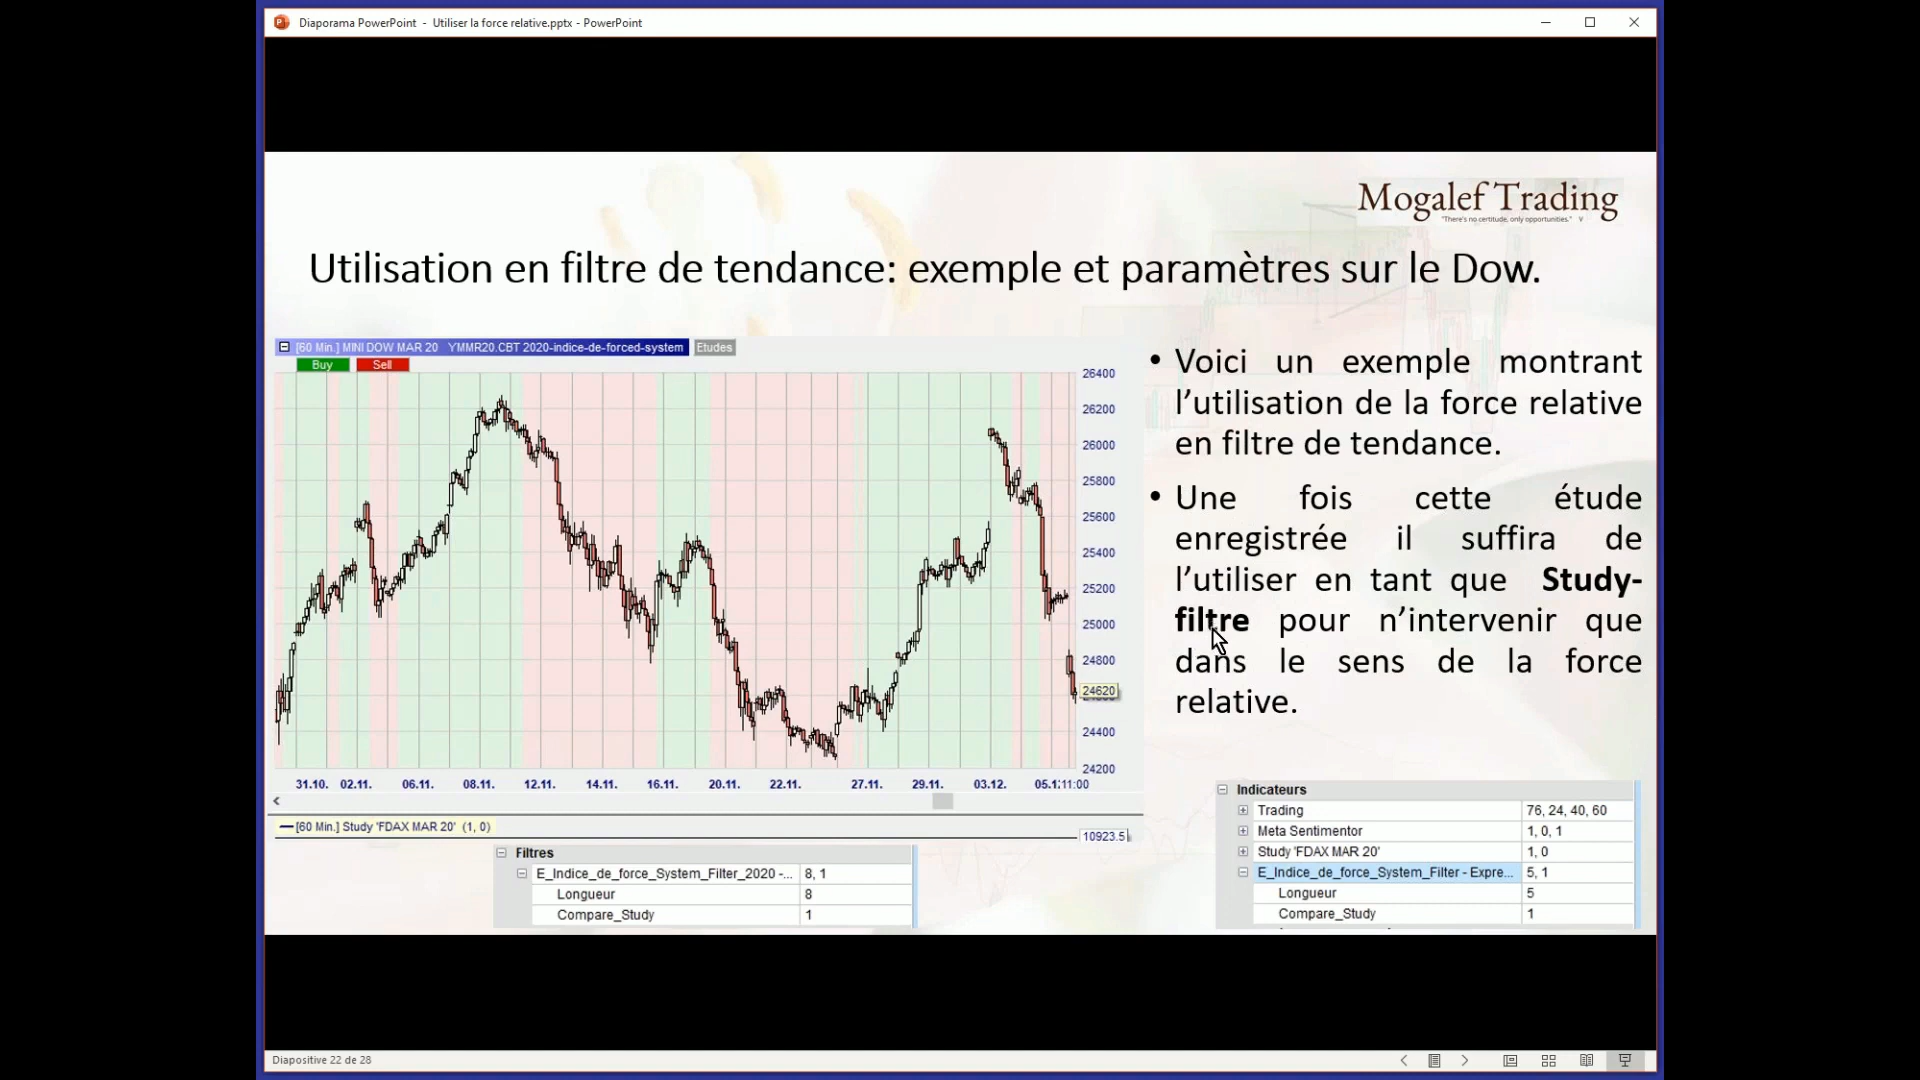 Diaporama PowerPoint - Utiliser la force relative.pptx - PowerPoint
Mogalef Trading
"There's no certitude, only opportunities." V
Utilisation en filtre de tendance: exemple et paramètres sur le Dow.
[60 Min.] MINI DOW MAR 20 YMMR20.CBT 2020-indice-de-forced-system Etudes
Buy Sell
26400
26200
26000
25800
25600
25400
25200
25000
24800
24620
24400
24200
31.10. 02.11. 06.11. 08.11. 12.11. 14.11. 16.11. 20.11. 22.11. 27.11. 29.11. 03.12. 05.1 11:00
[60 Min.] Study 'FDAX MAR 20' (1, 0)
10923.5
Filtres
E_Indice_de_force_System_Filter_2020 -... 8, 1
Longueur 8
Compare_Study 1
• Voici un exemple montrant
l’utilisation de la force relative
en filtre de tendance.
• Une fois cette étude
enregistrée il suffira de
l’utiliser en tant que Study-
filtre pour n’intervenir que
dans le sens de la force
relative.
Indicateurs
Trading 76, 24, 40, 60
Meta Sentimentor 1, 0, 1
Study 'FDAX MAR 20' 1, 0
E_Indice_de_force_System_Filter - Expre... 5, 1
Longueur 5
Compare_Study 1
Diapositive 22 de 28